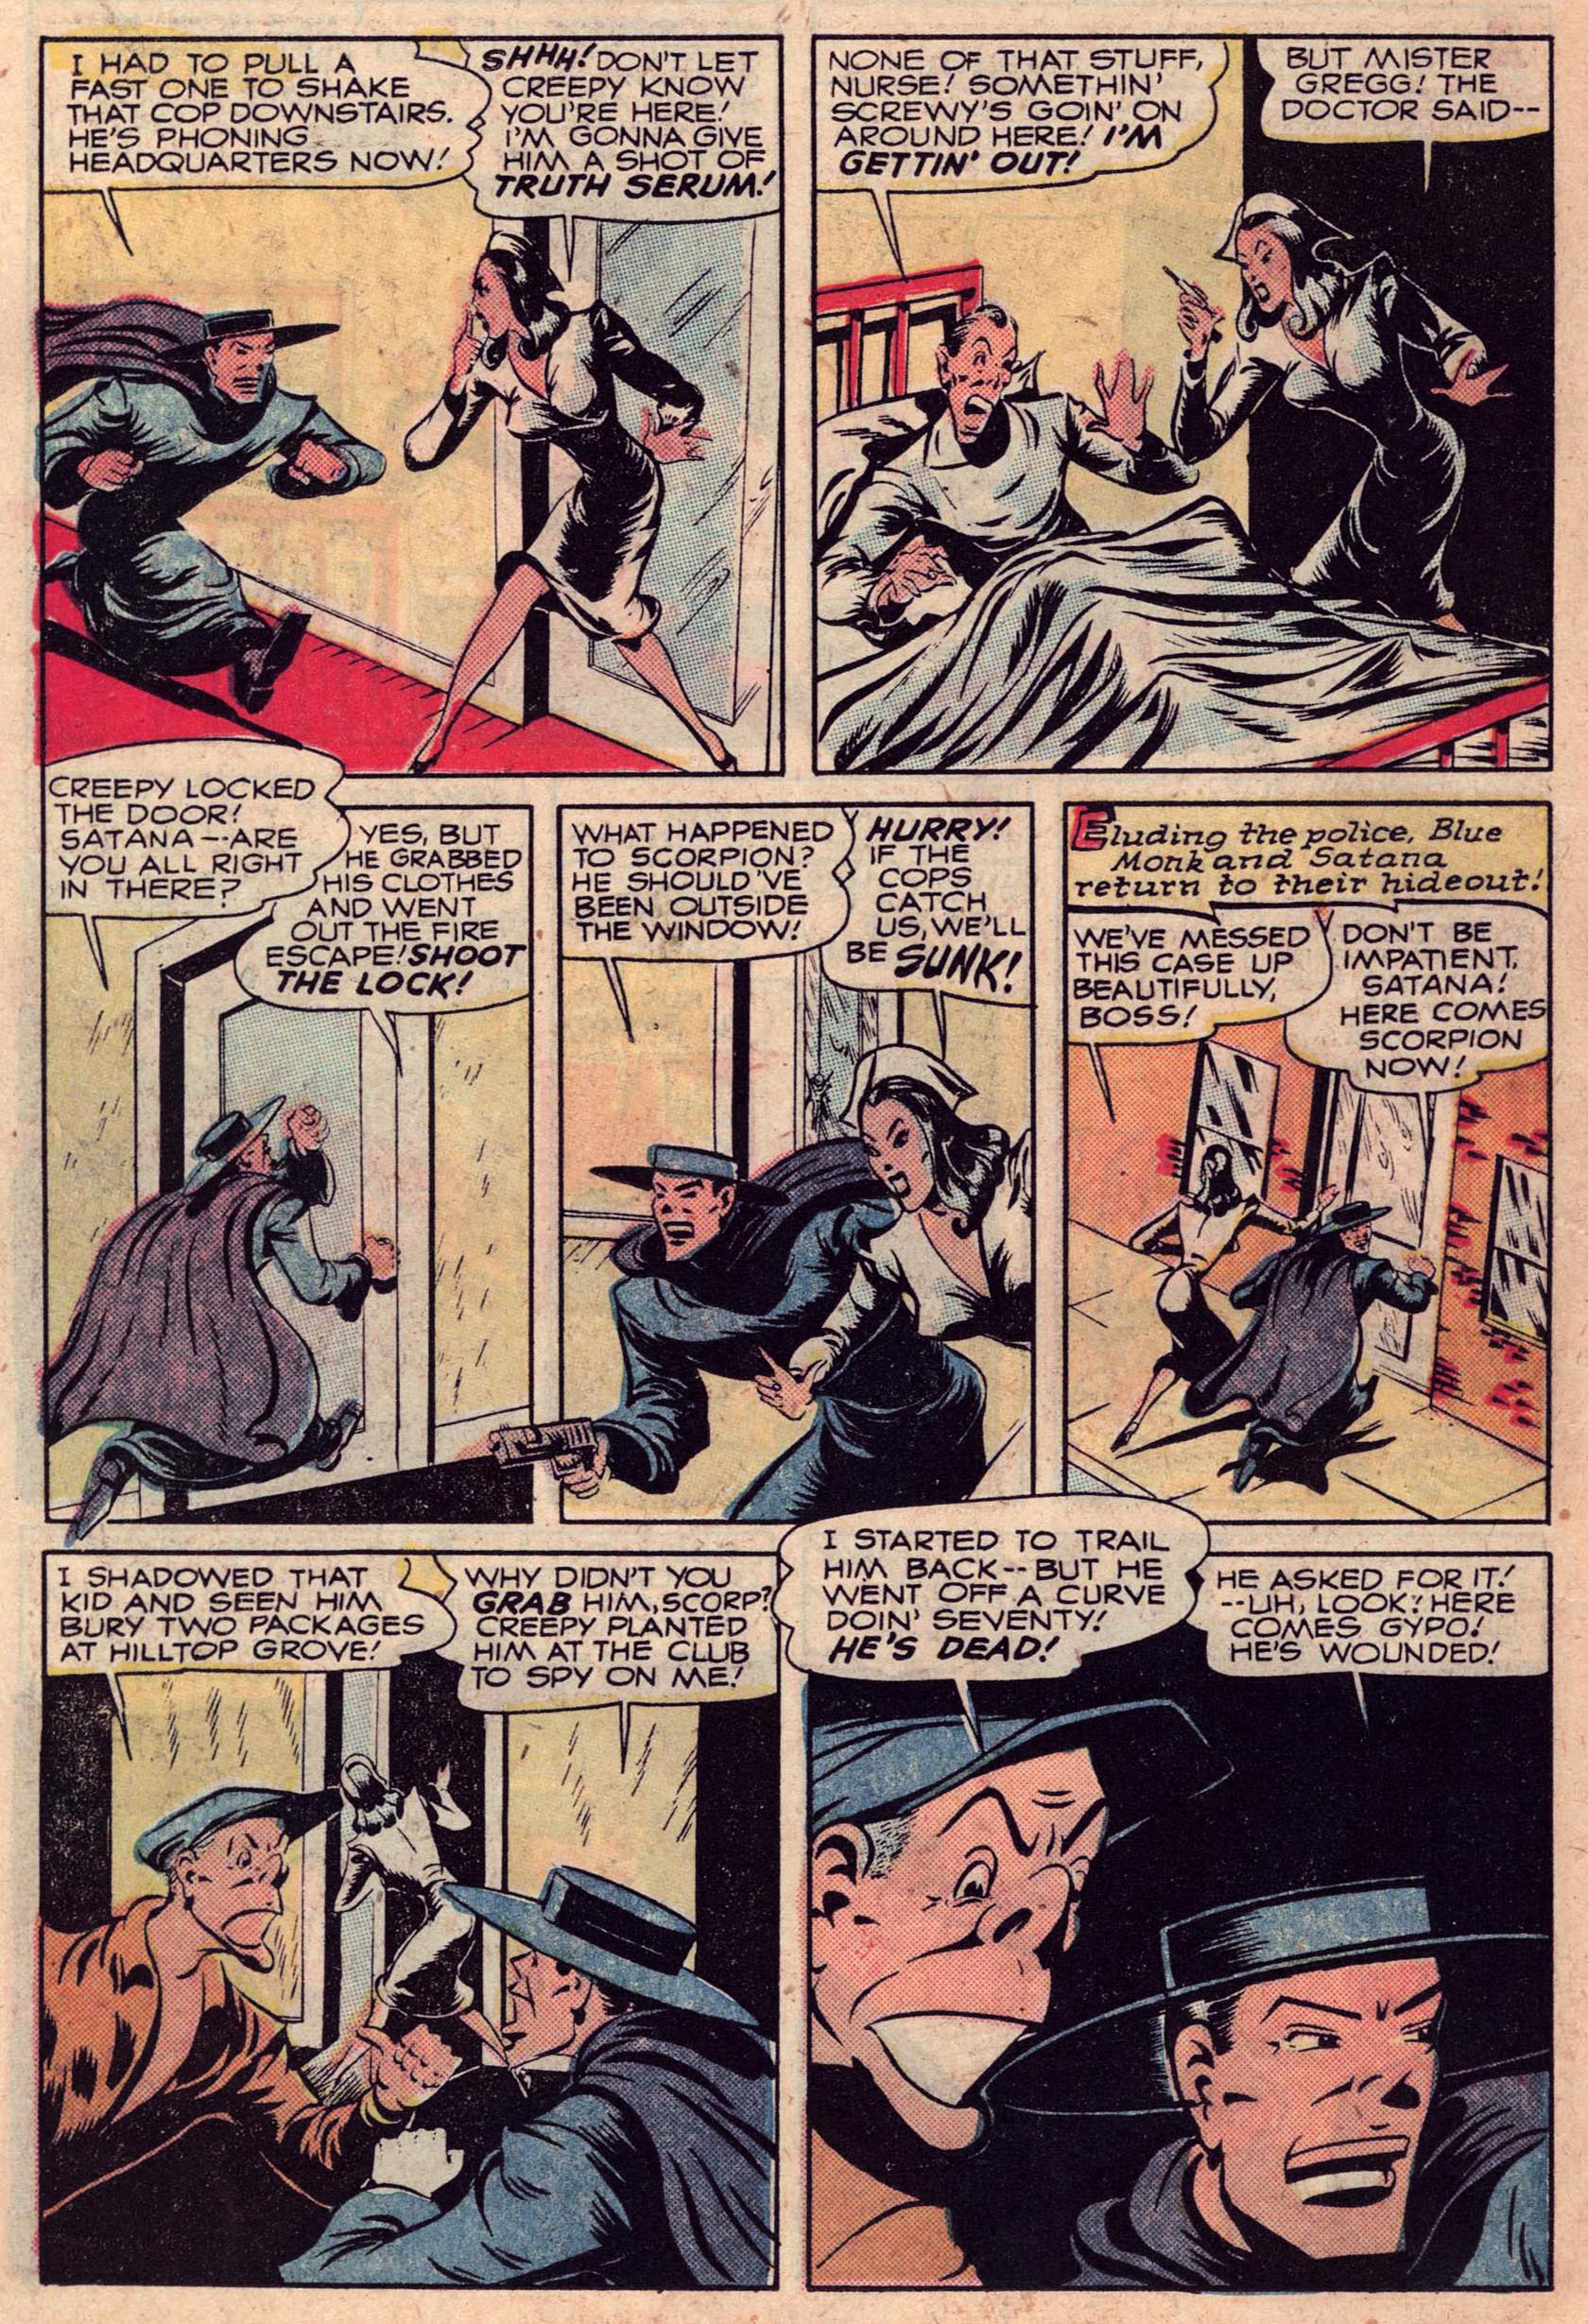 I HAD TO PULL A
FAST ONE TO SHAKE
THAT COP DOWNSTAIRS.
HE'S PHONING
HEADQUARTERS NOW!
SHHH! DON'T LET
CREEPY KNOW
YOU'RE HERE!
I'M GONNA GIVE
HIM A SHOT OF
TRUTH SERUM!
NONE OF THAT STUFF,
NURSE! SOMETHIN'
SCREWY'S GOIN' ON
AROUND HERE! I'M
GETTIN' OUT!
BUT MISTER
GREGG! THE
DOCTOR SAID--
CREEPY LOCKED
THE DOOR!
SATANA--ARE
YOU ALL RIGHT
IN THERE?
YES, BUT
HE GRABBED
HIS CLOTHES
AND WENT
OUT THE FIRE
ESCAPE! SHOOT
THE LOCK!
WHAT HAPPENED
TO SCORPION?
HE SHOULD'VE
BEEN OUTSIDE
THE WINDOW!
HURRY!
IF THE
COPS
CATCH
US, WE'LL
BE SUNK!
Eluding the police, Blue
Monk and Satana
return to their hideout!
WE'VE MESSED
THIS CASE UP
BEAUTIFULLY,
BOSS!
DON'T BE
IMPATIENT,
SATANA!
HERE COMES
SCORPION
NOW!
I SHADOWED THAT
KID AND SEEN HIM
BURY TWO PACKAGES
AT HILLTOP GROVE!
WHY DIDN'T YOU
GRAB HIM, SCORP?
CREEPY PLANTED
HIM AT THE CLUB
TO SPY ON ME!
I STARTED TO TRAIL
HIM BACK--BUT HE
WENT OFF A CURVE
DOIN' SEVENTY!
HE'S DEAD!
HE ASKED FOR IT!
--UH, LOOK! HERE
COMES GYPO!
HE'S WOUNDED!